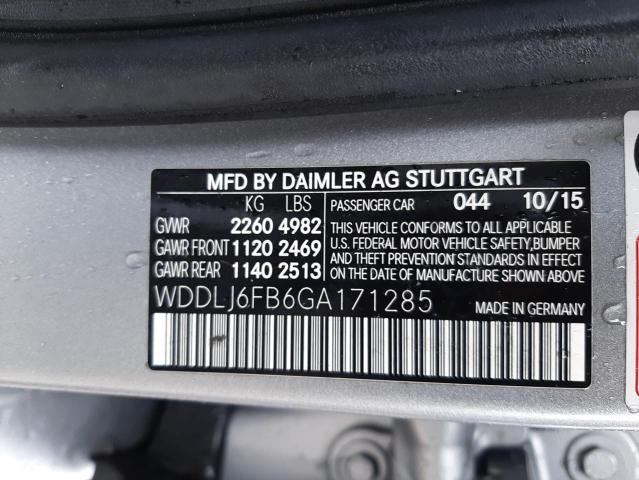 MFD BY DAIMLER AG STUTTGART
KG LBS PASSENGER CAR 044 10/15
GVWR 2260 4982 THIS VEHICLE CONFORMS TO ALL APPLICABLE
GAWR FRONT 1120 2469 U.S. FEDERAL MOTOR VEHICLE SAFETY,BUMPER
GAWR REAR 1140 2513 AND THEFT PREVENTION STANDARDS IN EFFECT
ON THE DATE OF MANUFACTURE SHOWN ABOVE
WDDLJ6FB6GA171285 MADE IN GERMANY